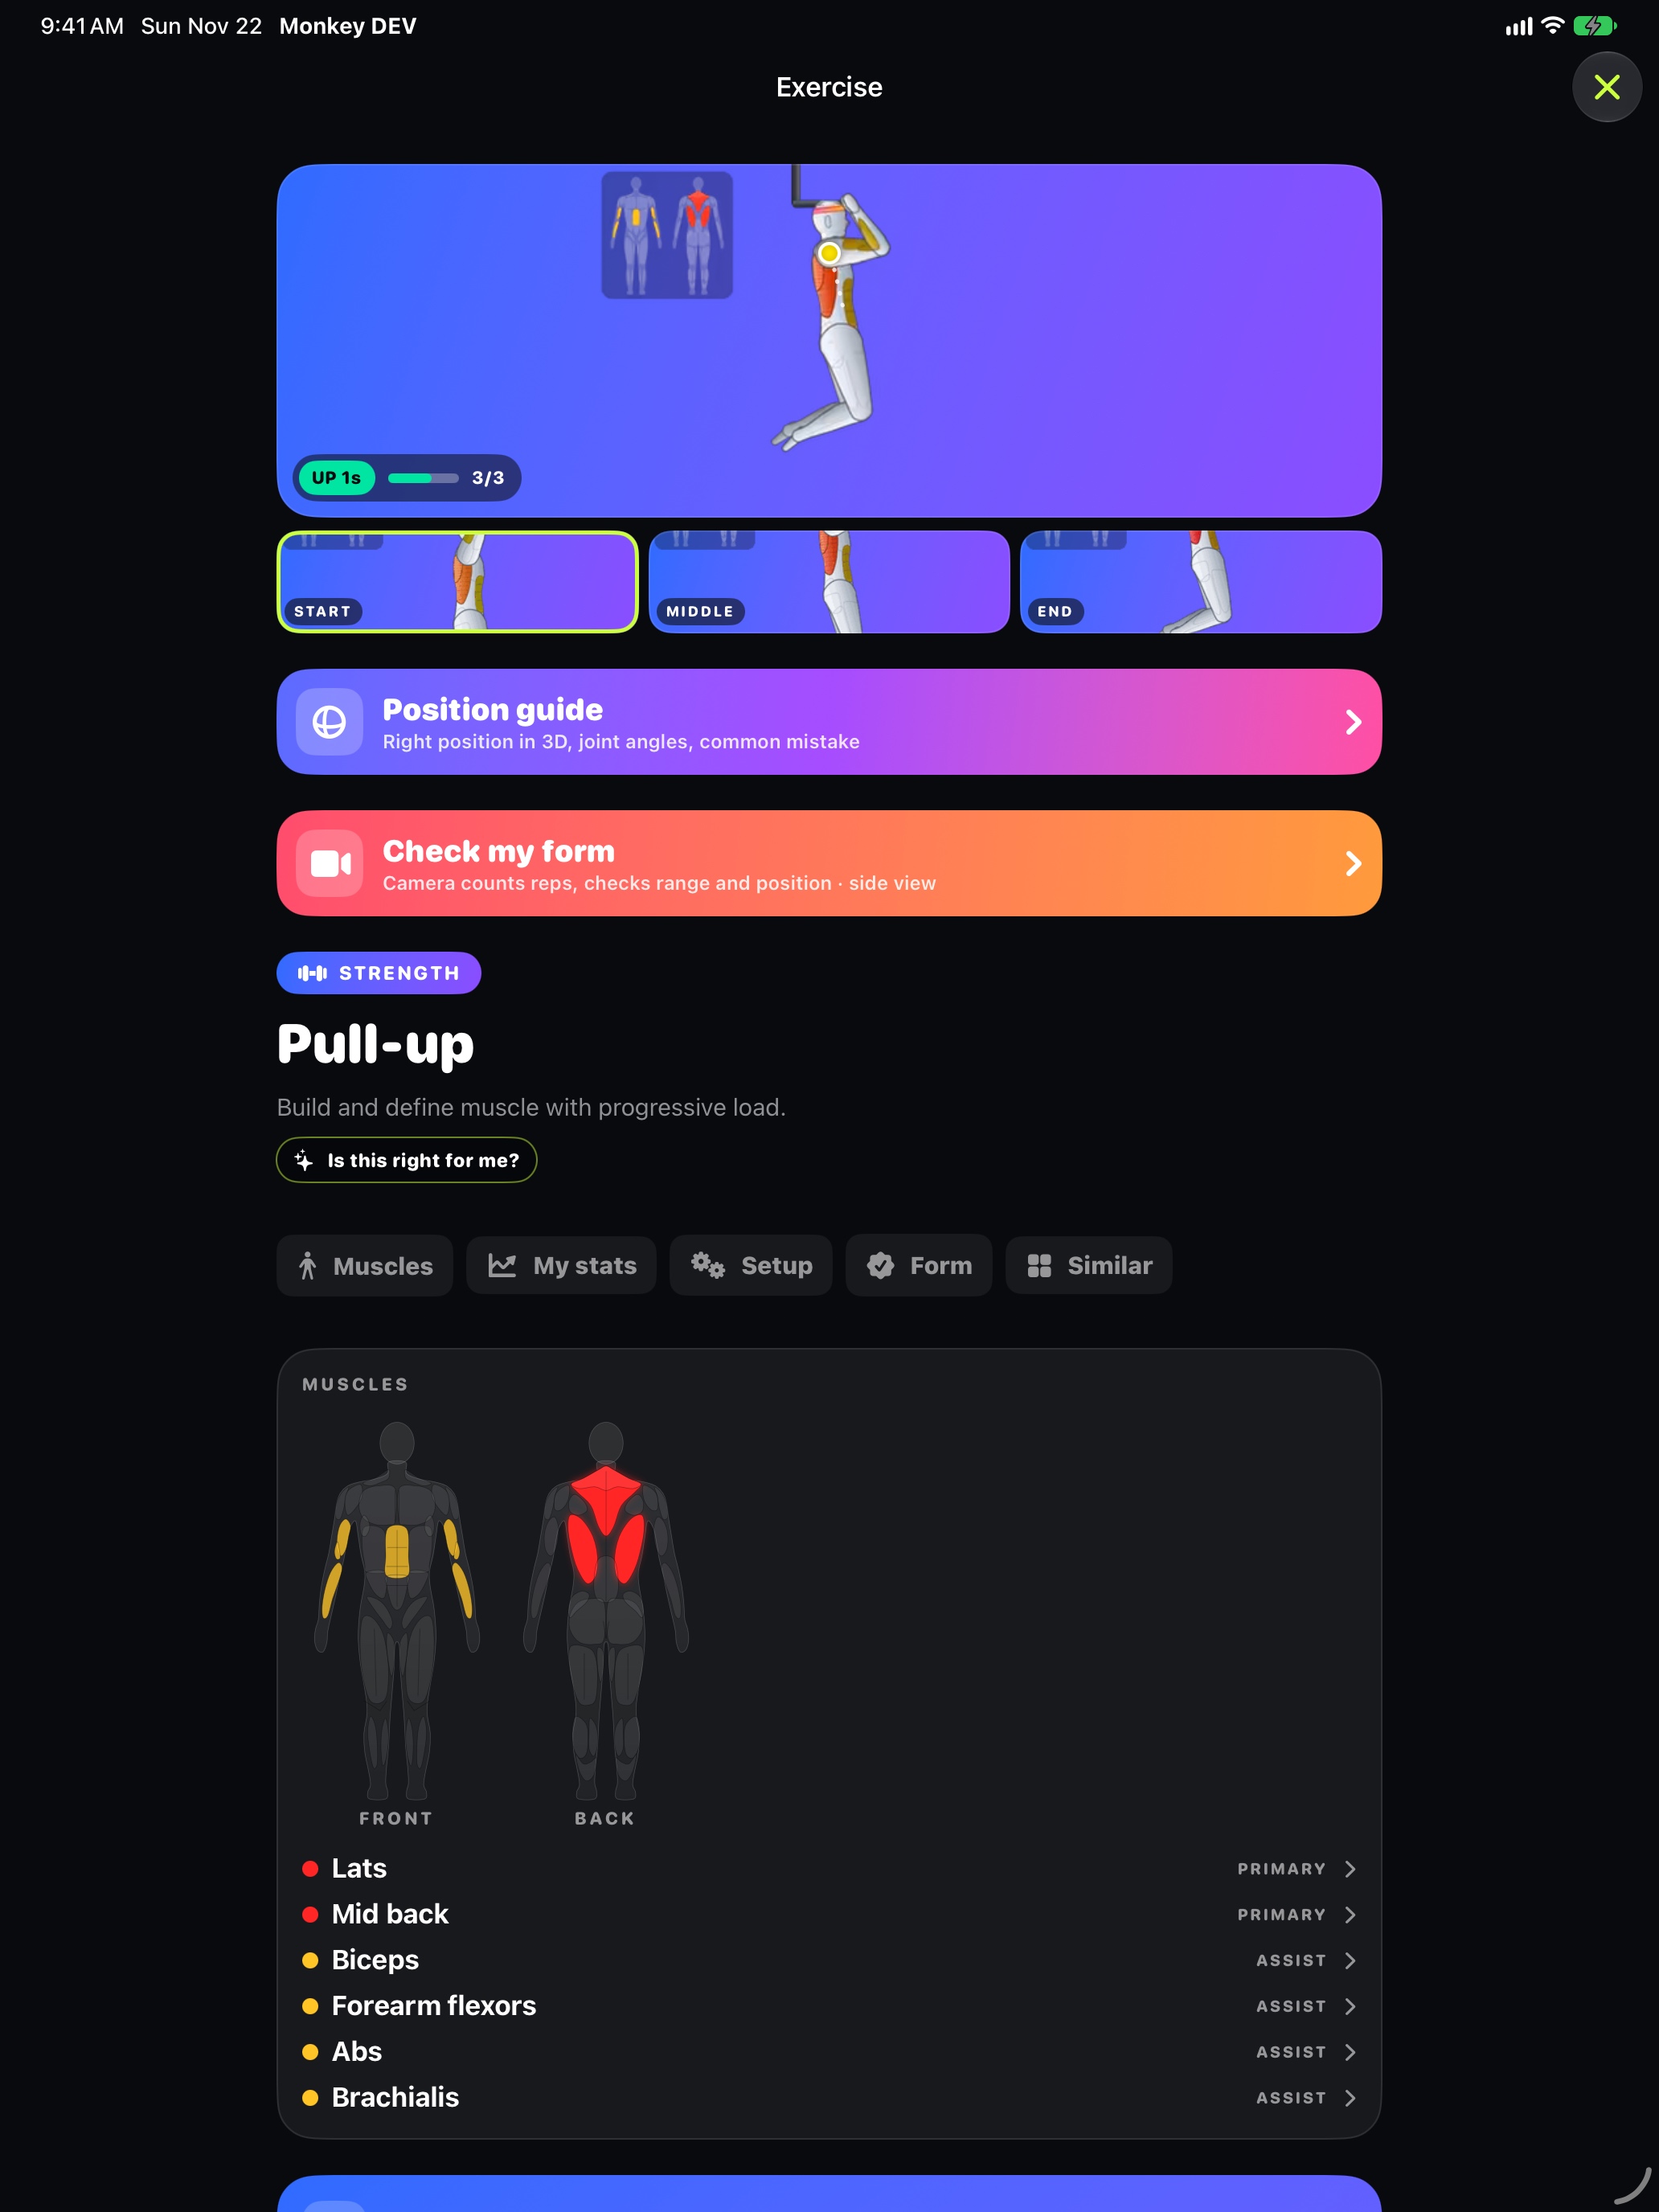 9:41 AM Sun Nov 22 Monkey DEV
Exercise
UP 1s 3/3
START
MIDDLE
END
Position guide
Right position in 3D, joint angles, common mistake
Check my form
Camera counts reps, checks range and position · side view
STRENGTH
Pull-up
Build and define muscle with progressive load.
Is this right for me?
Muscles
My stats
Setup
Form
Similar
MUSCLES
FRONT
BACK
Lats PRIMARY
Mid back PRIMARY
Biceps ASSIST
Forearm flexors ASSIST
Abs ASSIST
Brachialis ASSIST